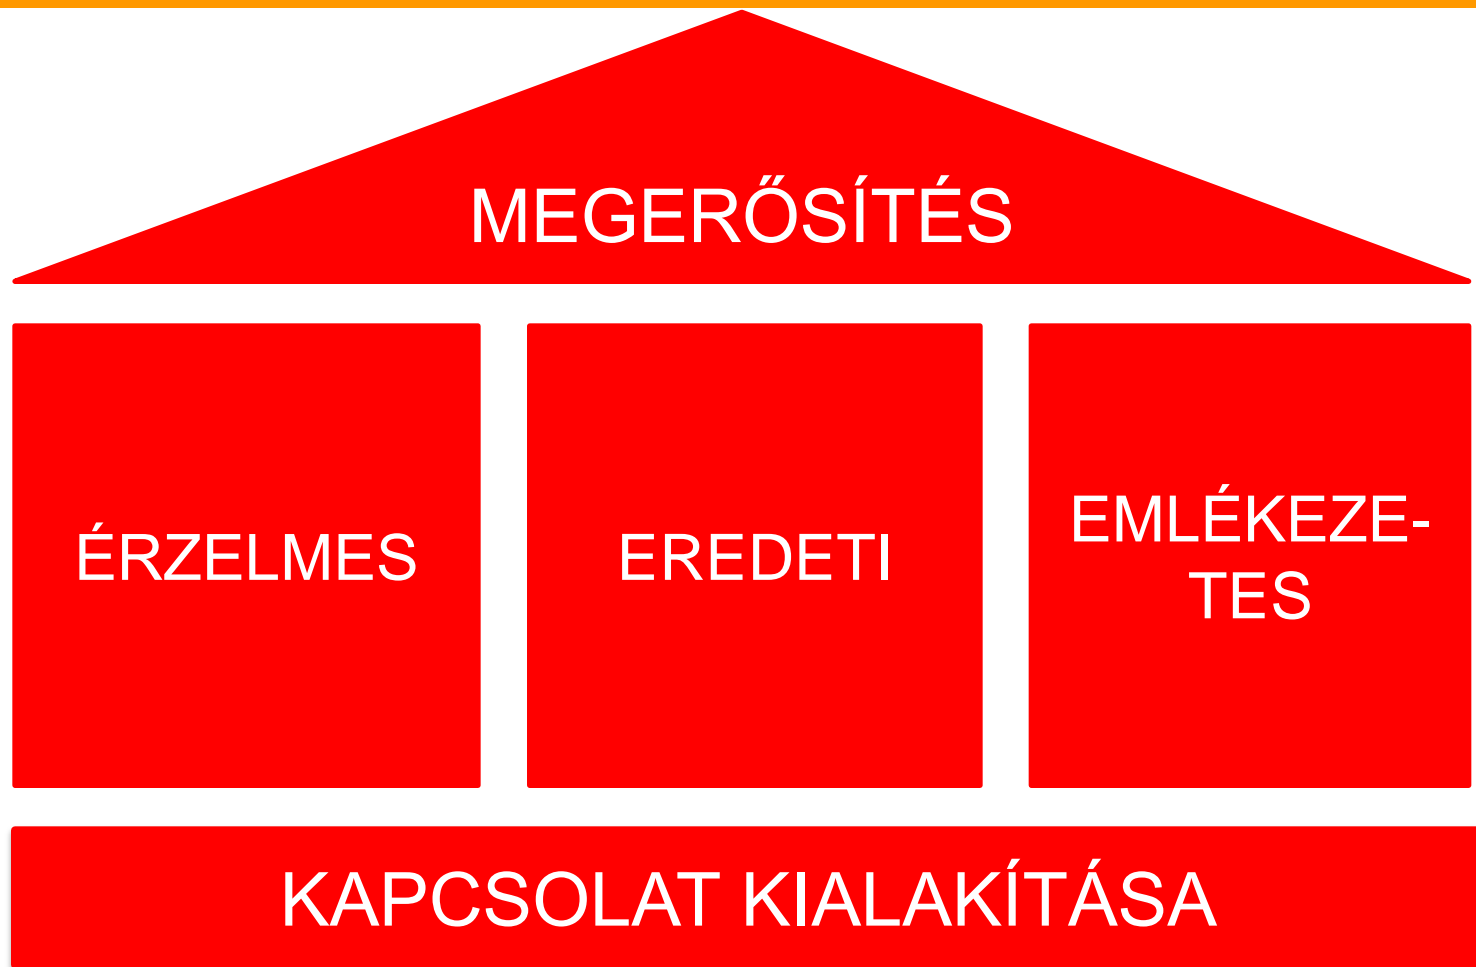 MEGERŐSÍTÉS
ÉRZELMES
EREDETI
EMLÉKEZE-
TES
KAPCSOLAT KIALAKÍTÁSA